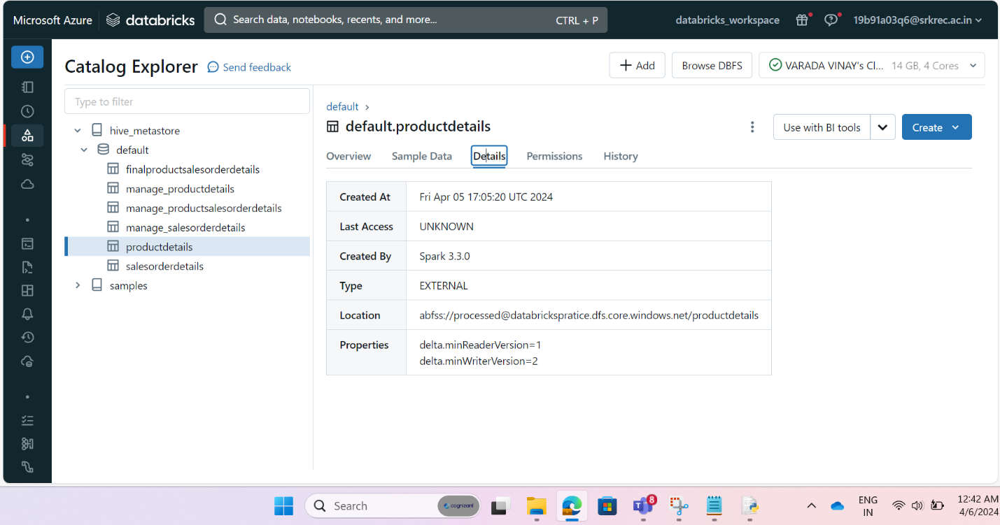 Microsoft Azure databricks Search data, notebooks, recents, and more... CTRL + P databricks_workspace 19b91a03q6@srkrec.ac.in
Catalog Explorer Send feedback Add Browse DBFS VARADA VINAY's Cl... 14 GB, 4 Cores
Type to filter
hive_metastore
default
finalproductsalesorderdetails
manage_productdetails
manage_productsalesorderdetails
manage_salesorderdetails
productdetails
salesorderdetails
samples
default
default.productdetails
Use with BI tools Create
Overview Sample Data Details Permissions History
Created At Fri Apr 05 17:05:20 UTC 2024
Last Access UNKNOWN
Created By Spark 3.3.0
Type EXTERNAL
Location abfss://processed@databrickspratice.dfs.core.windows.net/productdetails
Properties delta.minReaderVersion=1
delta.minWriterVersion=2
Search cognizant 8 ENG 12:42 AM
IN 4/6/2024